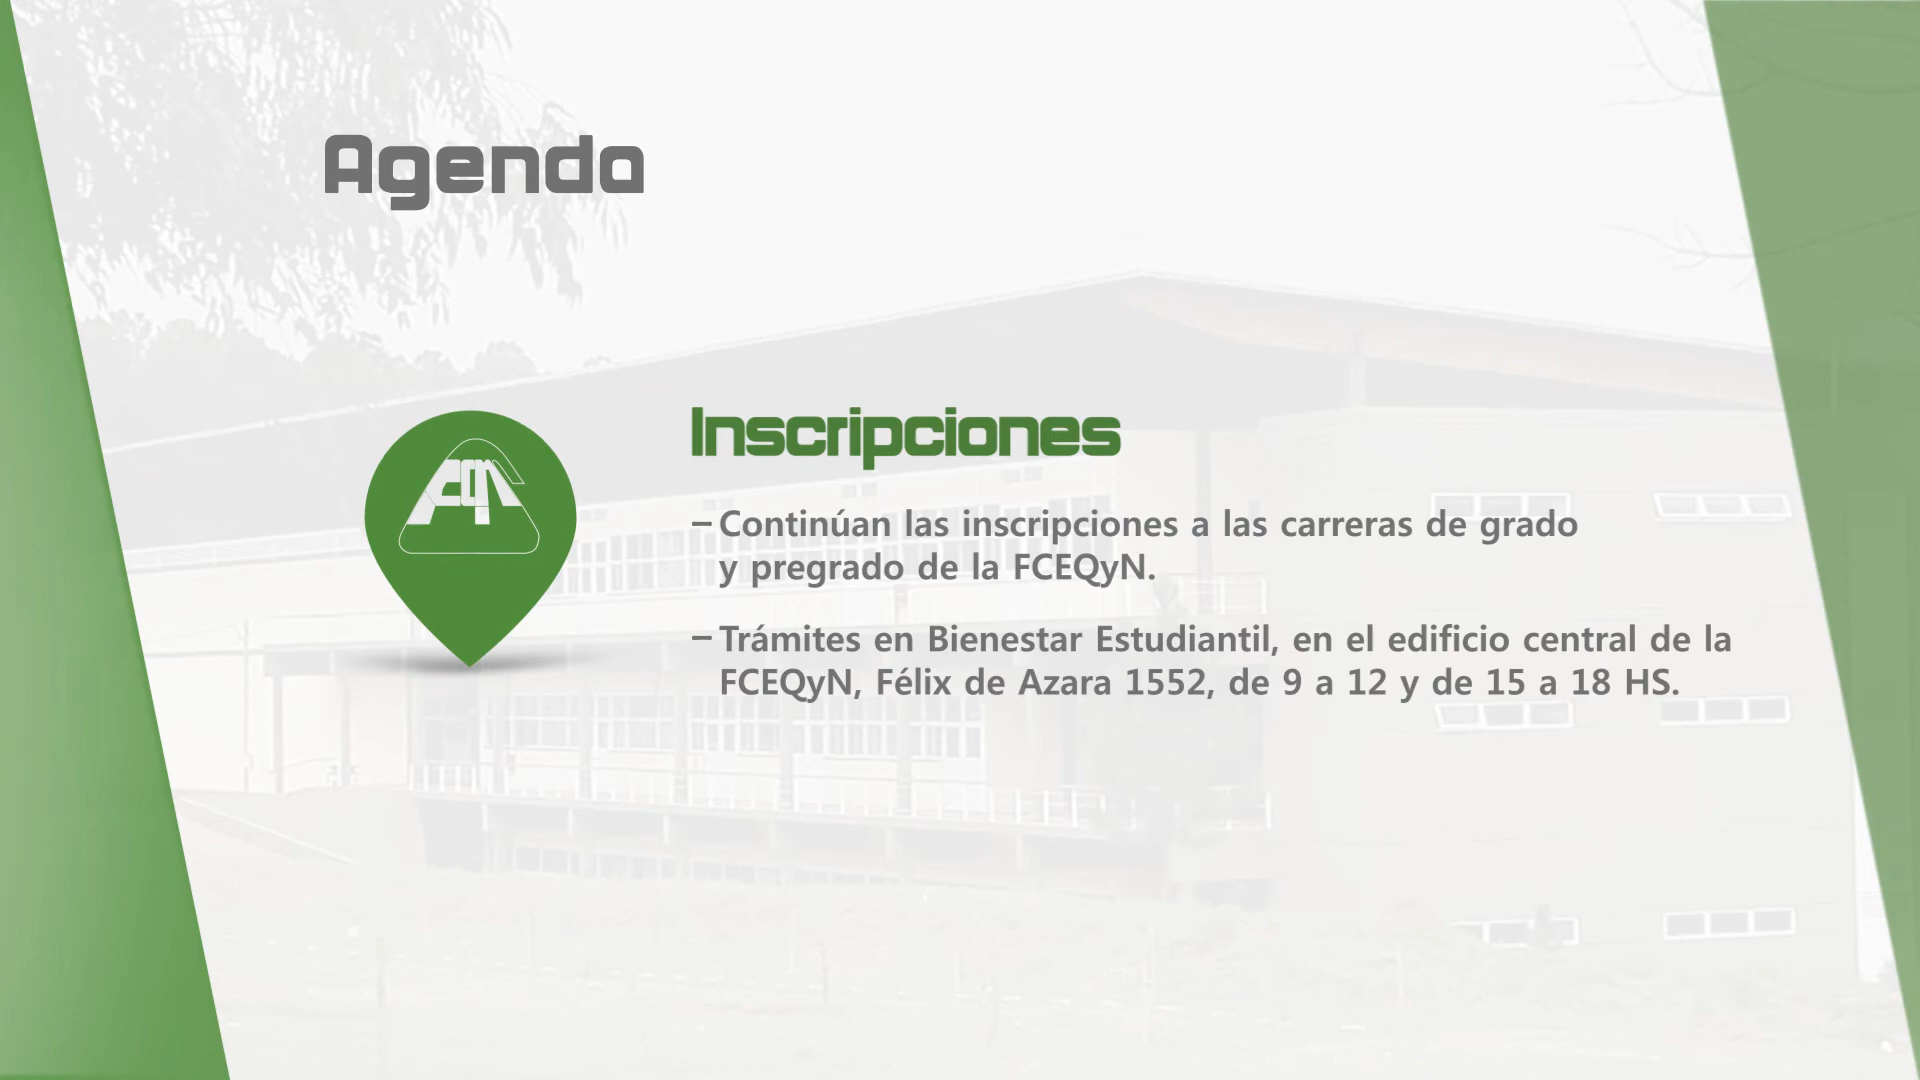 Agenda
Inscripciones
– Continúan las inscripciones a las carreras de grado
y pregrado de la FCEQyN.
– Trámites en Bienestar Estudiantil, en el edificio central de la
FCEQyN, Félix de Azara 1552, de 9 a 12 y de 15 a 18 HS.